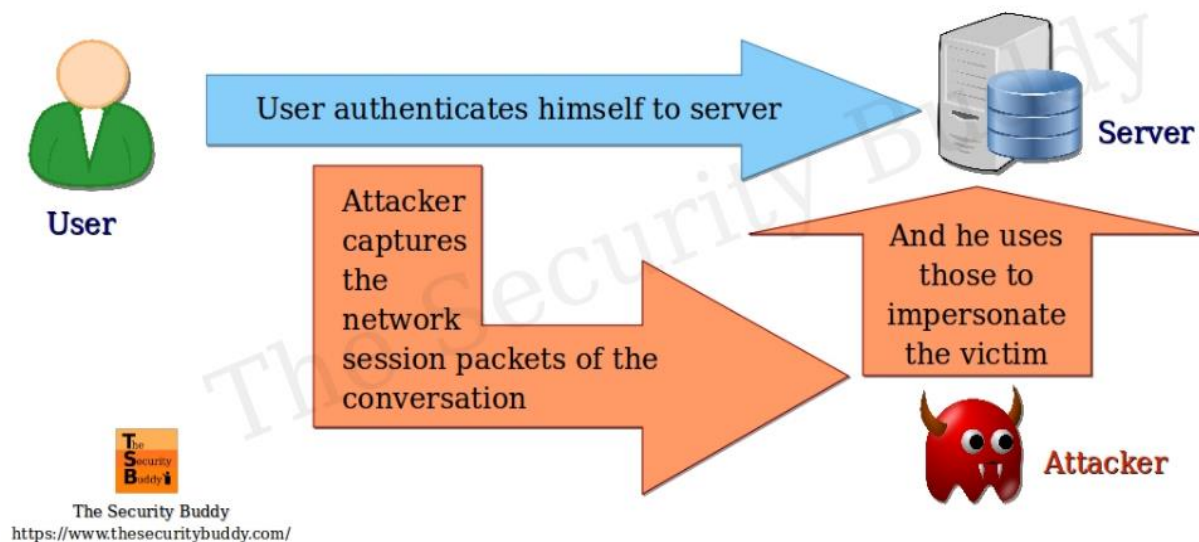 User authenticates himself to server
User
Server
Attacker
captures
the
network
session packets of the
conversation
And he uses
those to
impersonate
the victim
Attacker
The
Security
Buddy
The Security Buddy
https://www.thesecuritybuddy.com/
The Security Buddy